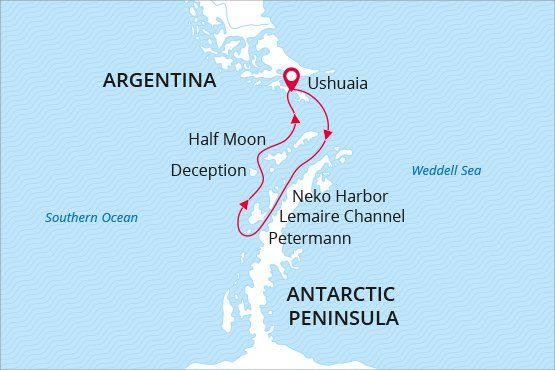 ARGENTINA
Ushuaia
Half Moon
Deception
Weddell Sea
Neko Harbor
Southern Ocean
Lemaire Channel
Petermann
ANTARCTIC
PENINSULA